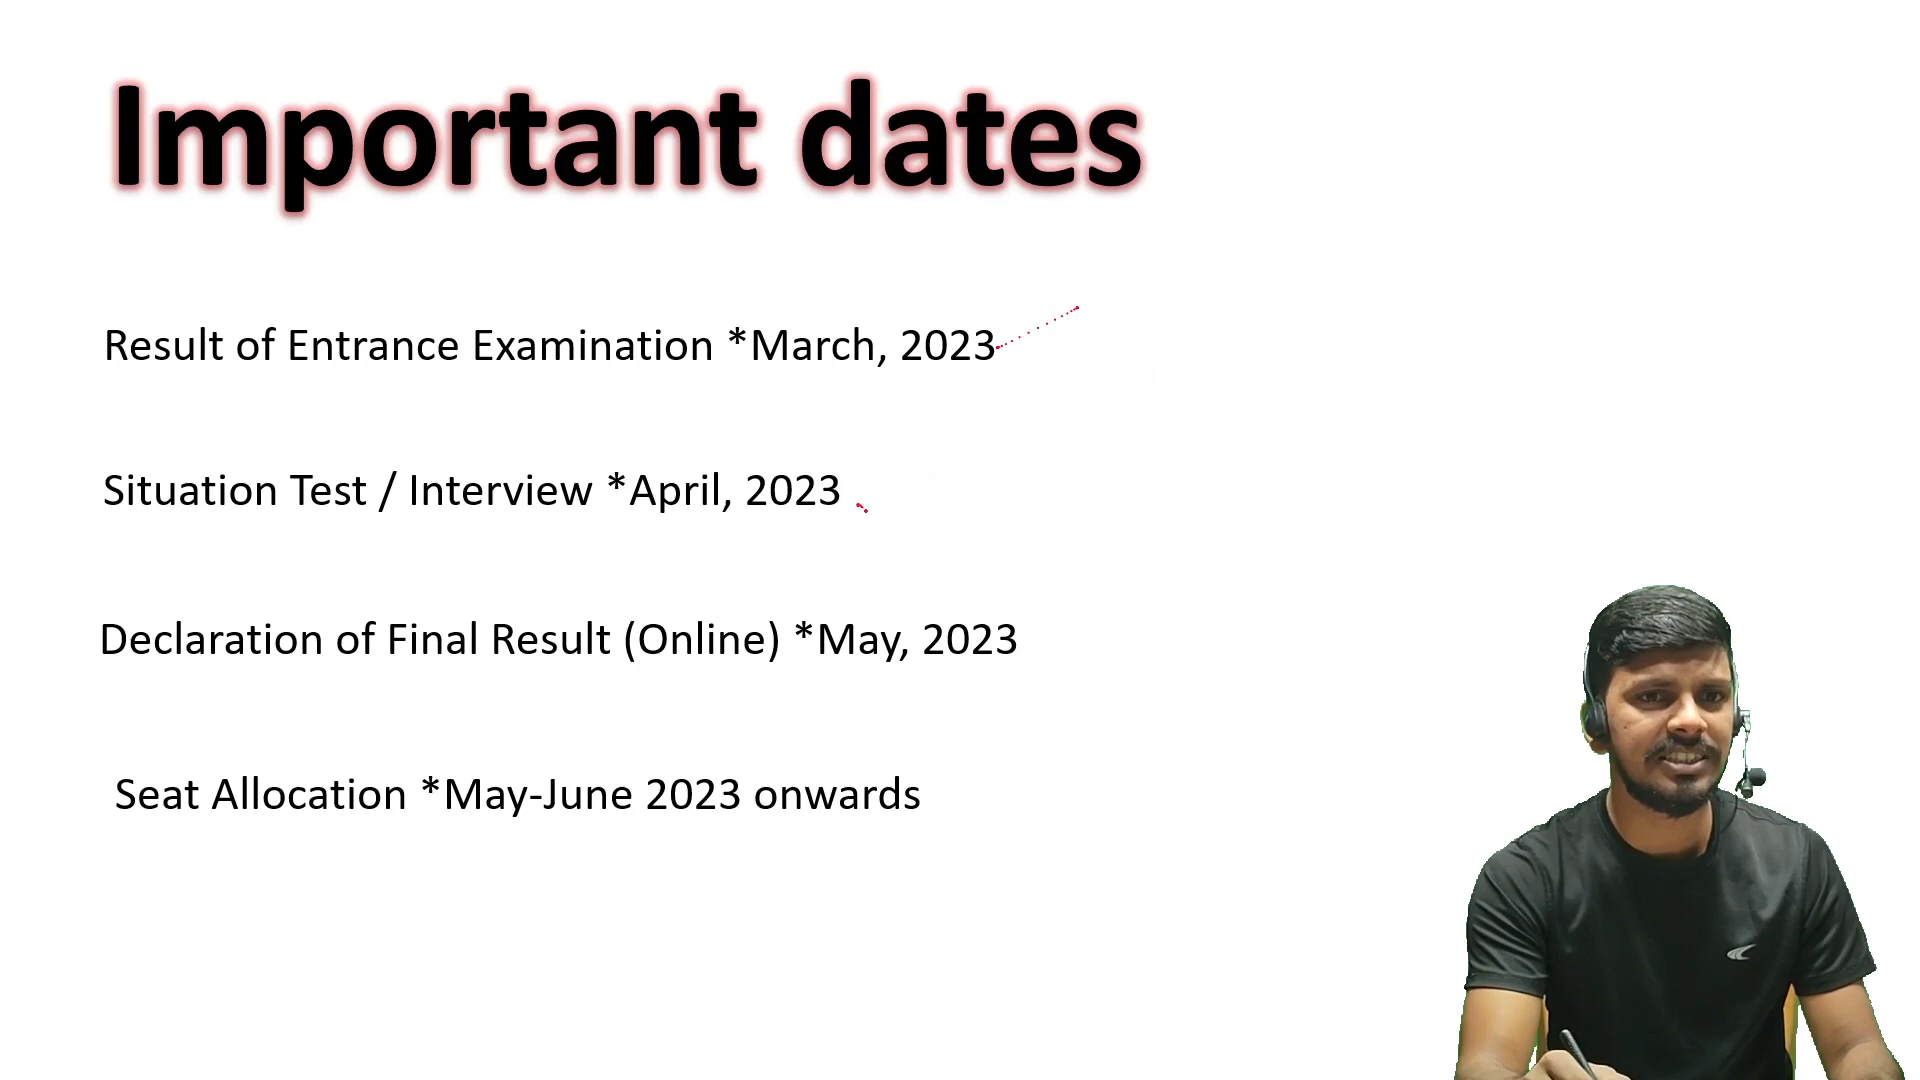 Important dates
Result of Entrance Examination *March, 2023
Situation Test / Interview *April, 2023
Declaration of Final Result (Online) *May, 2023
Seat Allocation *May-June 2023 onwards